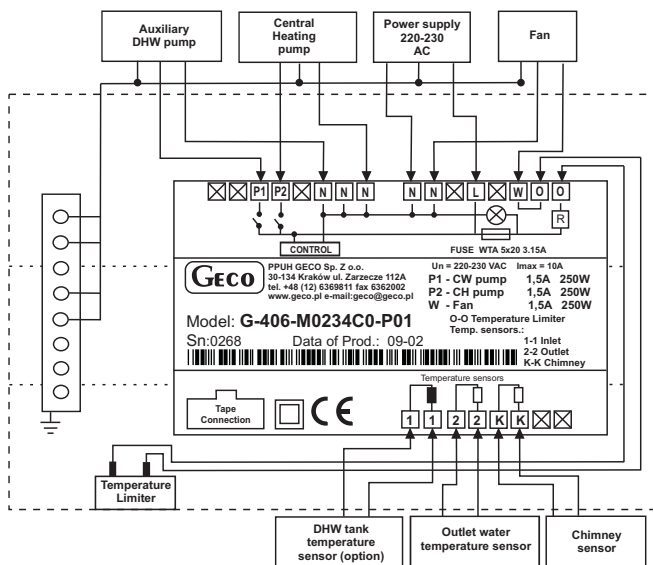 Auxiliary
DHW pump
Central
Heating
pump
Power supply
220-230
AC
Fan
P1 P2 N N N N N L W O O
R
CONTROL
FUSE WTA 5x20 3.15A
GECO
PPUH GECO Sp. Z o.o.
30-134 Kraków ul. Zarzecze 112A
tel. +48 (12) 6369811 fax 6362002
www.geco.pl e-mail:geco@geco.pl
Un = 220-230 VAC Imax = 10A
P1 - CW pump 1,5A 250W
P2 - CH pump 1,5A 250W
W - Fan 1,5A 250W
O-O Temperature Limiter
Temp. sensors.:
1-1 Inlet
2-2 Outlet
K-K Chimney
Model: G-406-M0234C0-P01
Sn:0268 Data of Prod.: 09-02
Tape
Connection
CE
Temperature sensors
1 1 2 2 K K
Temperature
Limiter
DHW tank
temperature
sensor (option)
Outlet water
temperature sensor
Chimney
sensor